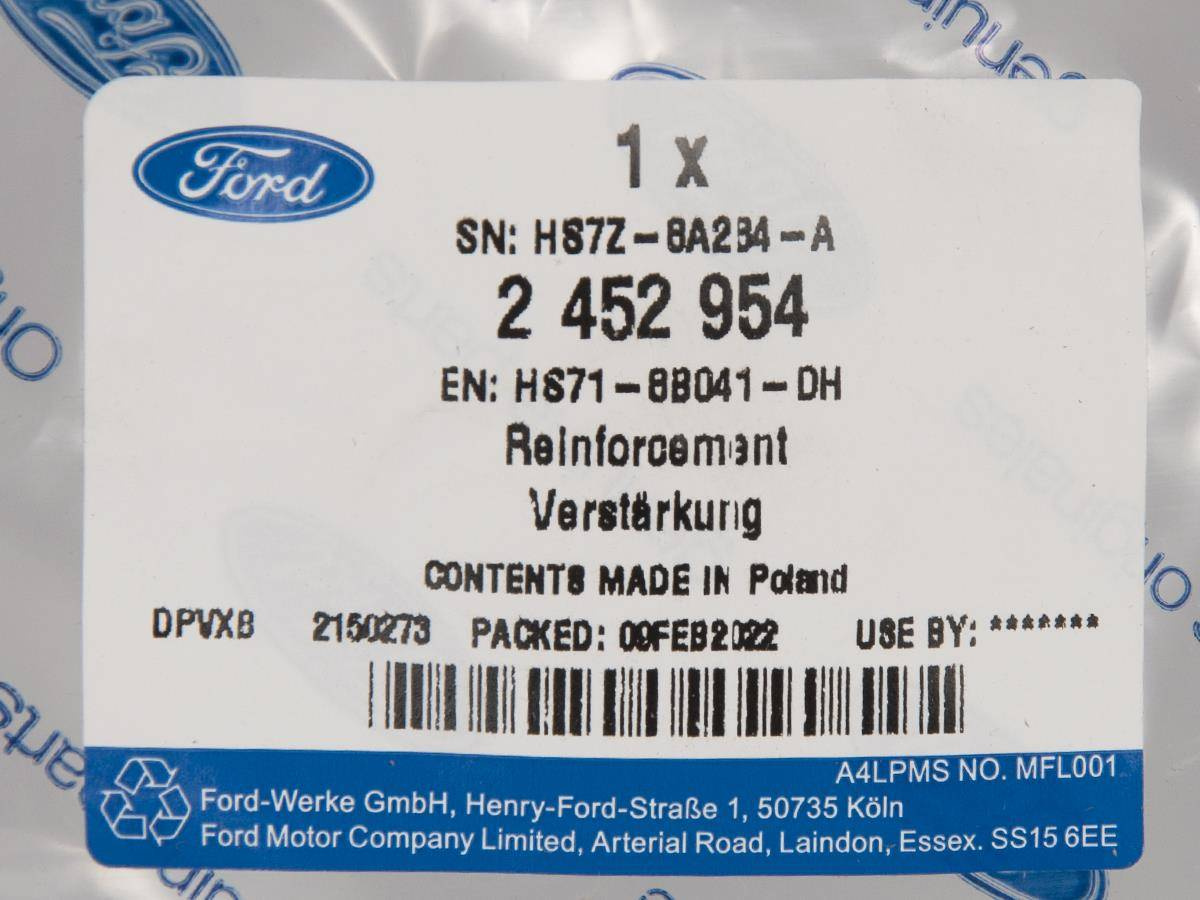 Ford
1 x
SN: HS7Z-8A284-A
2 452 954
EN: HS71-8B041-DH
Reinforcement
Verstärkung
CONTENTS MADE IN Poland
DPVXB 2150273 PACKED: 09FEB2022 USE BY: *******
A4LPMS NO. MFL001
Ford-Werke GmbH, Henry-Ford-Straße 1, 50735 Köln
Ford Motor Company Limited, Arterial Road, Laindon, Essex. SS15 6EE